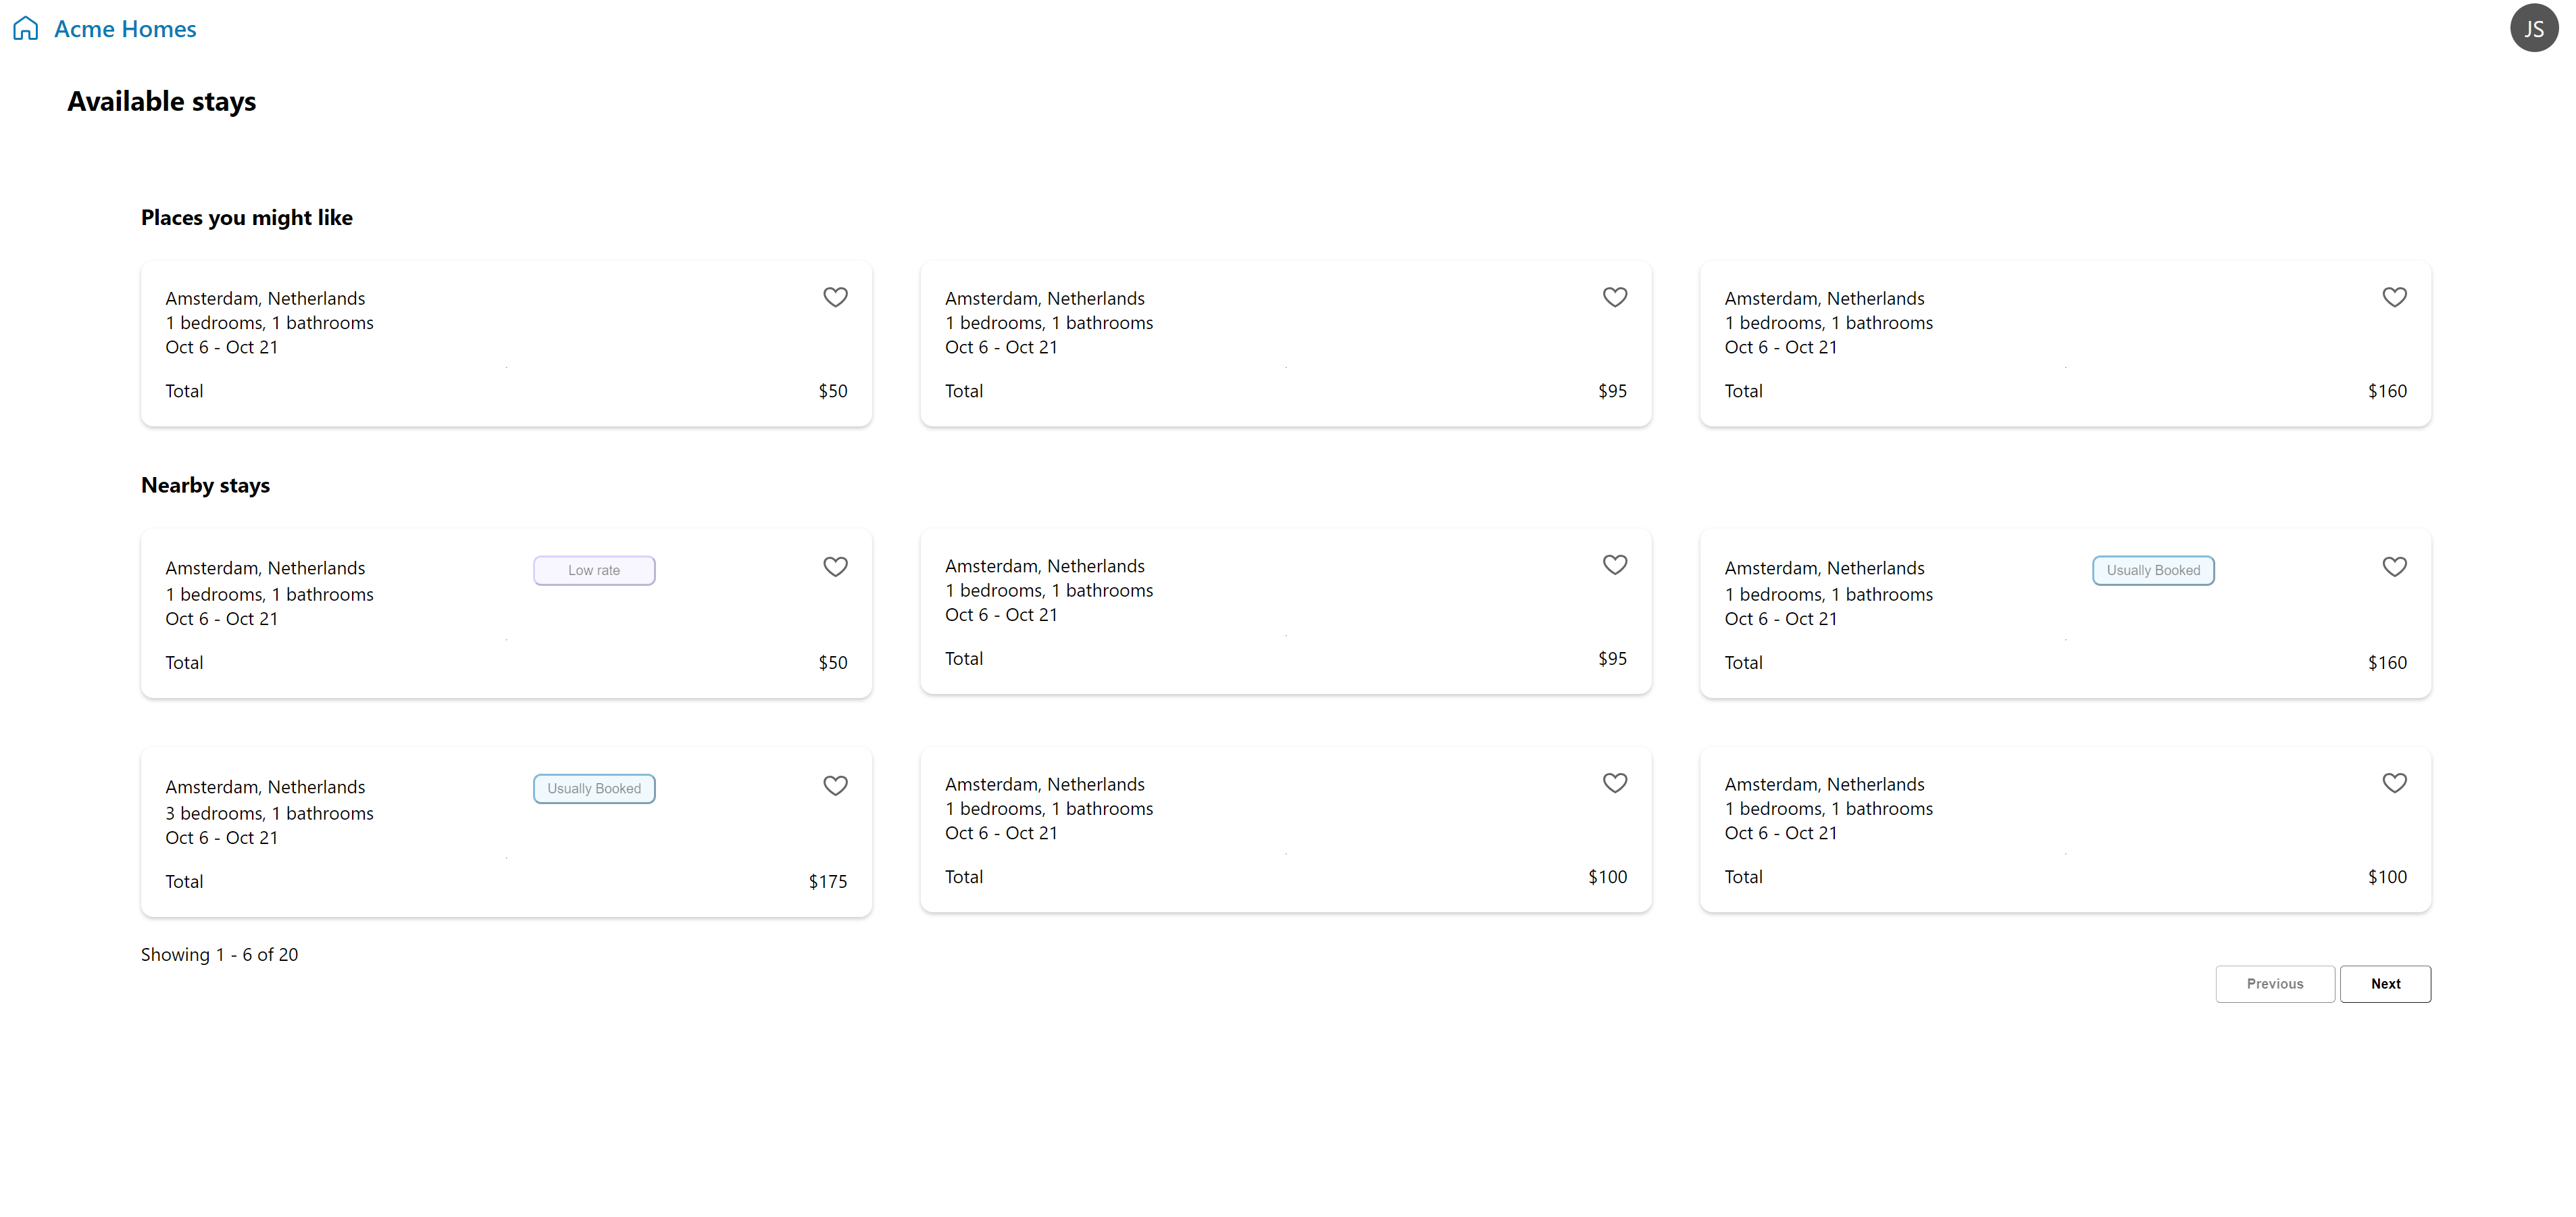 Acme Homes
JS
Available stays
Places you might like
Amsterdam, Netherlands
1 bedrooms, 1 bathrooms
Oct 6 - Oct 21
Total $50
Amsterdam, Netherlands
1 bedrooms, 1 bathrooms
Oct 6 - Oct 21
Total $95
Amsterdam, Netherlands
1 bedrooms, 1 bathrooms
Oct 6 - Oct 21
Total $160
Nearby stays
Amsterdam, Netherlands Low rate
1 bedrooms, 1 bathrooms
Oct 6 - Oct 21
Total $50
Amsterdam, Netherlands
1 bedrooms, 1 bathrooms
Oct 6 - Oct 21
Total $95
Amsterdam, Netherlands Usually Booked
1 bedrooms, 1 bathrooms
Oct 6 - Oct 21
Total $160
Amsterdam, Netherlands Usually Booked
3 bedrooms, 1 bathrooms
Oct 6 - Oct 21
Total $175
Amsterdam, Netherlands
1 bedrooms, 1 bathrooms
Oct 6 - Oct 21
Total $100
Amsterdam, Netherlands
1 bedrooms, 1 bathrooms
Oct 6 - Oct 21
Total $100
Showing 1 - 6 of 20
Previous Next